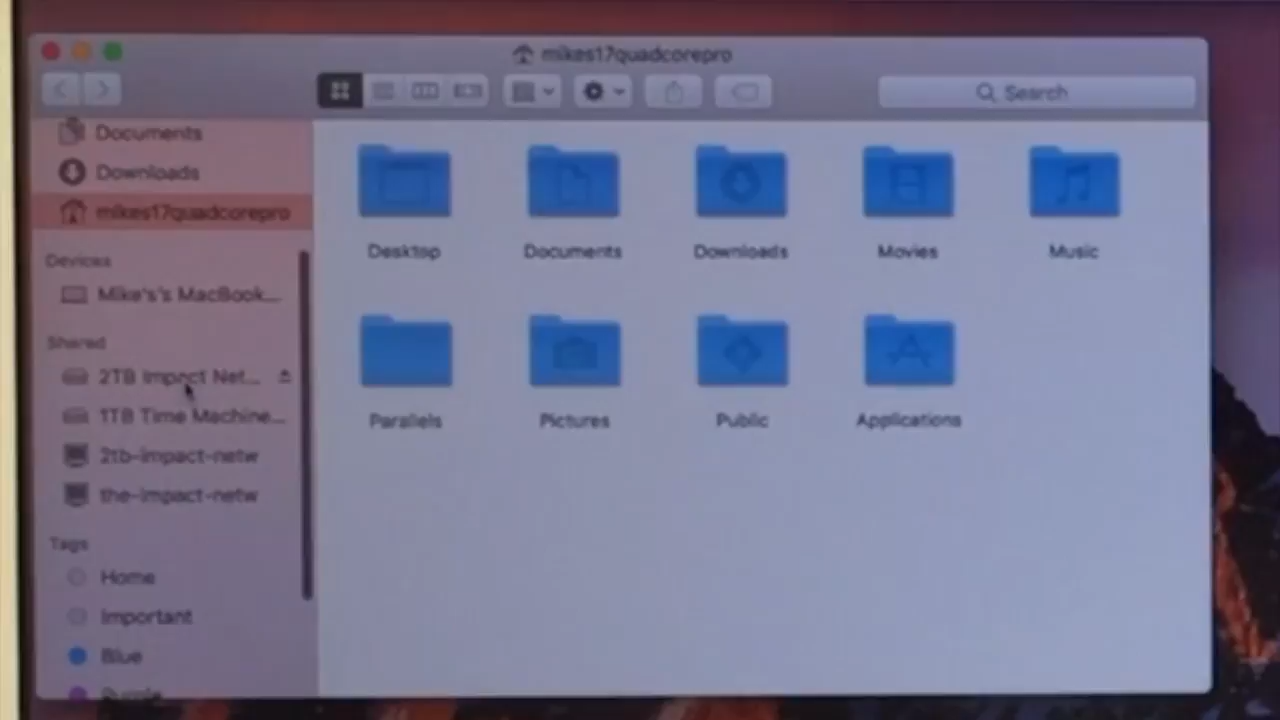 mikes17quadcorepro
Search
Documents
Downloads
mikes17quadcorepro
Devices
Mike's's MacBook...
Shared
2TB Impact Net...
1TB Time Machine...
2tb-impact-netw
the-impact-netw
Tags
Home
Important
Blue
Purple
Desktop
Documents
Downloads
Movies
Music
Parallels
Pictures
Public
Applications